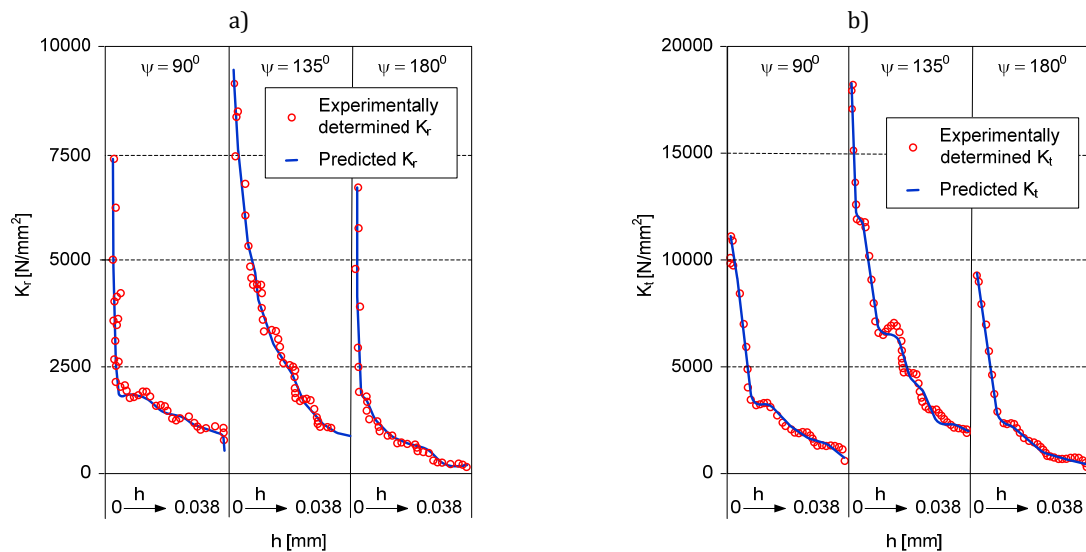 a)
10000
7500
5000
2500
0
K_r [N/mm²]
ψ = 90⁰
ψ = 135⁰
ψ = 180⁰
Experimentally
determined K_r
Predicted K_r
h
0 → 0.038
h
0 → 0.038
h
0 → 0.038
h [mm]
b)
20000
15000
10000
5000
0
K_t [N/mm²]
ψ = 90⁰
ψ = 135⁰
ψ = 180⁰
Experimentally
determined K_t
Predicted K_t
h
0 → 0.038
h
0 → 0.038
h
0 → 0.038
h [mm]